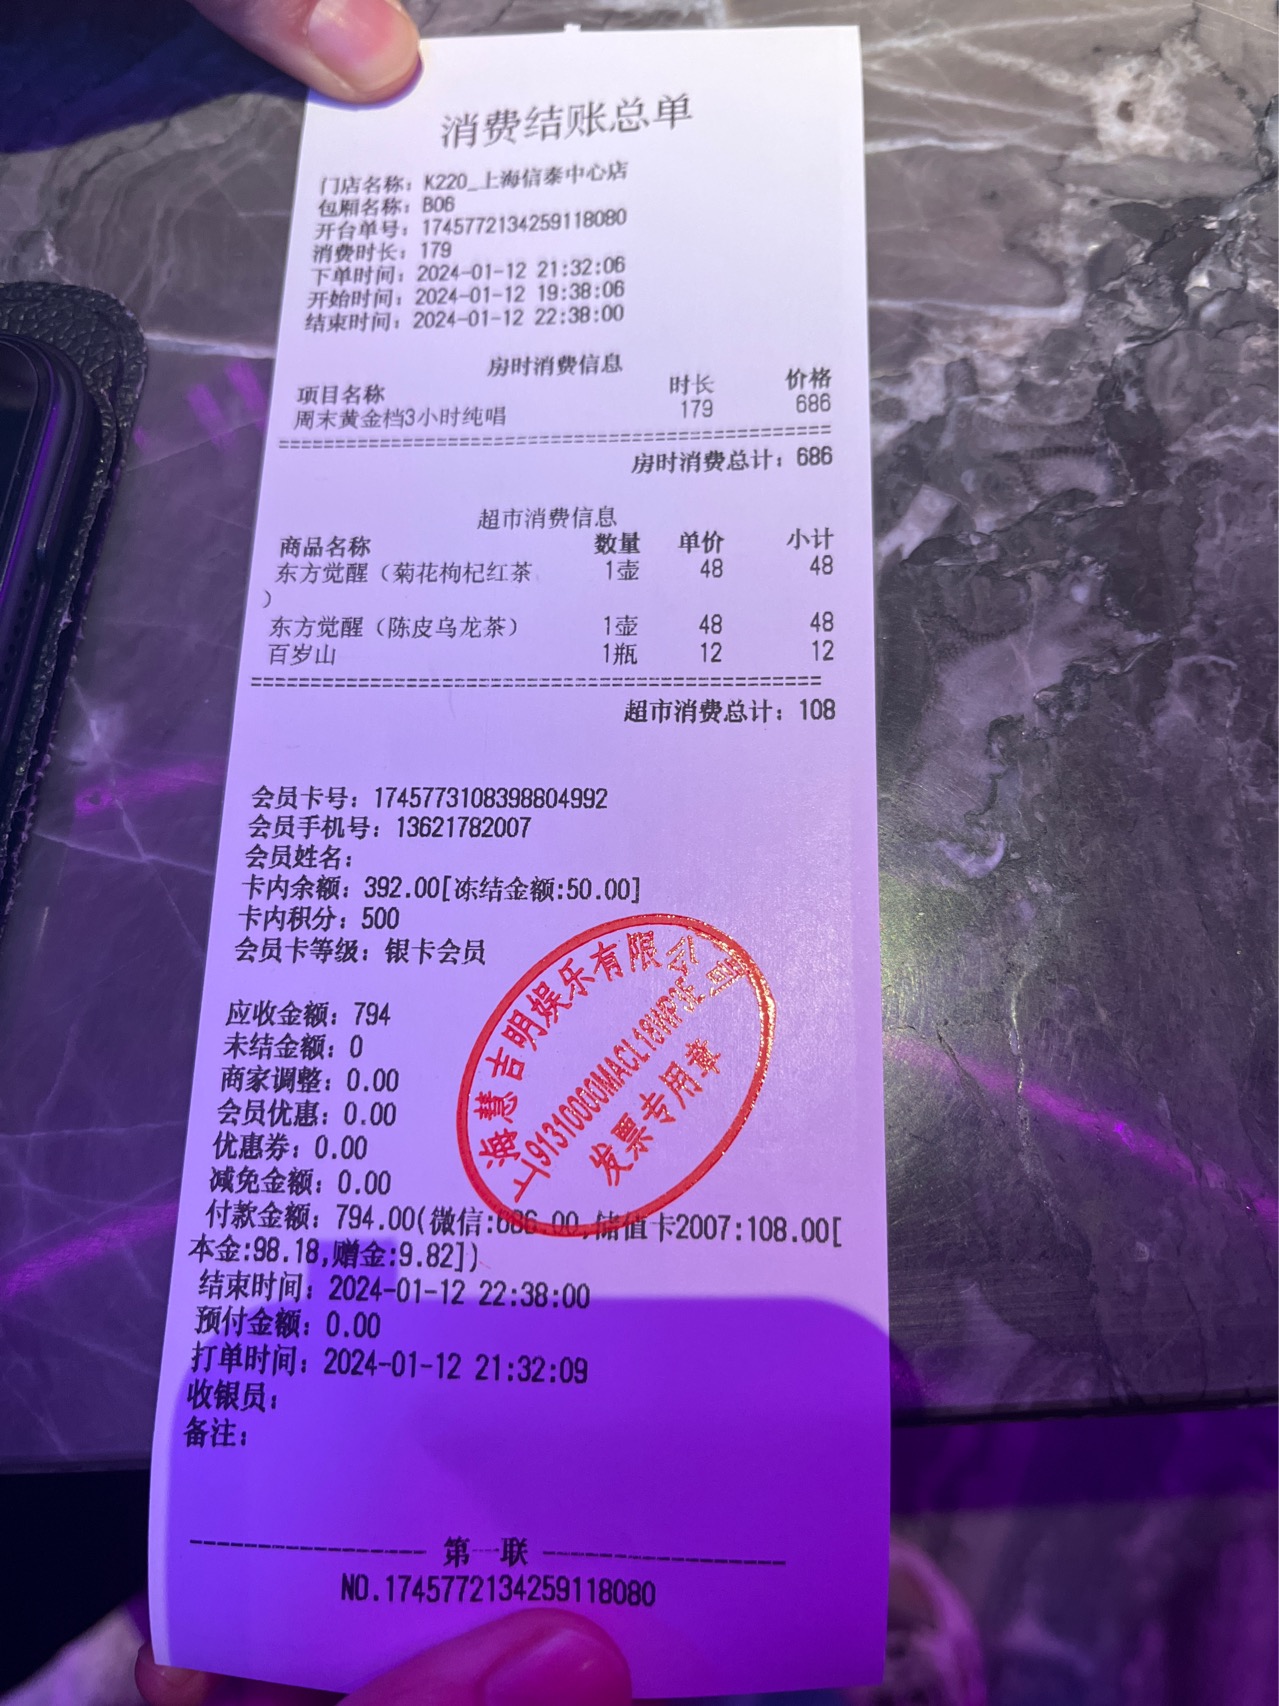 消费结账总单
门店名称：K220_上海信泰中心店
包厢名称：B06
开台单号：1745772134259118080
消费时长：179
下单时间：2024-01-12 21:32:06
开始时间：2024-01-12 19:38:06
结束时间：2024-01-12 22:38:00
房时消费信息
项目名称 时长 价格
周末黄金档3小时纯唱 179 686
房时消费总计：686
超市消费信息
商品名称 数量 单价 小计
东方觉醒（菊花枸杞红茶 1壶 48 48
）
东方觉醒（陈皮乌龙茶） 1壶 48 48
百岁山 1瓶 12 12
超市消费总计：108
会员卡号：1745773108398804992
会员手机号：13621782007
会员姓名：
卡内余额：392.00[冻结金额:50.00]
卡内积分：500
会员卡等级：银卡会员
应收金额：794
未结金额：0
商家调整：0.00
会员优惠：0.00
优惠券：0.00
减免金额：0.00
付款金额：794.00(微信:686.00,储值卡2007:108.00[
本金:98.18,赠金:9.82])
结束时间：2024-01-12 22:38:00
预付金额：0.00
打单时间：2024-01-12 21:32:09
收银员：
备注：
上海慧吉明娱乐有限公司
发票专用章
第一联
NO.1745772134259118080